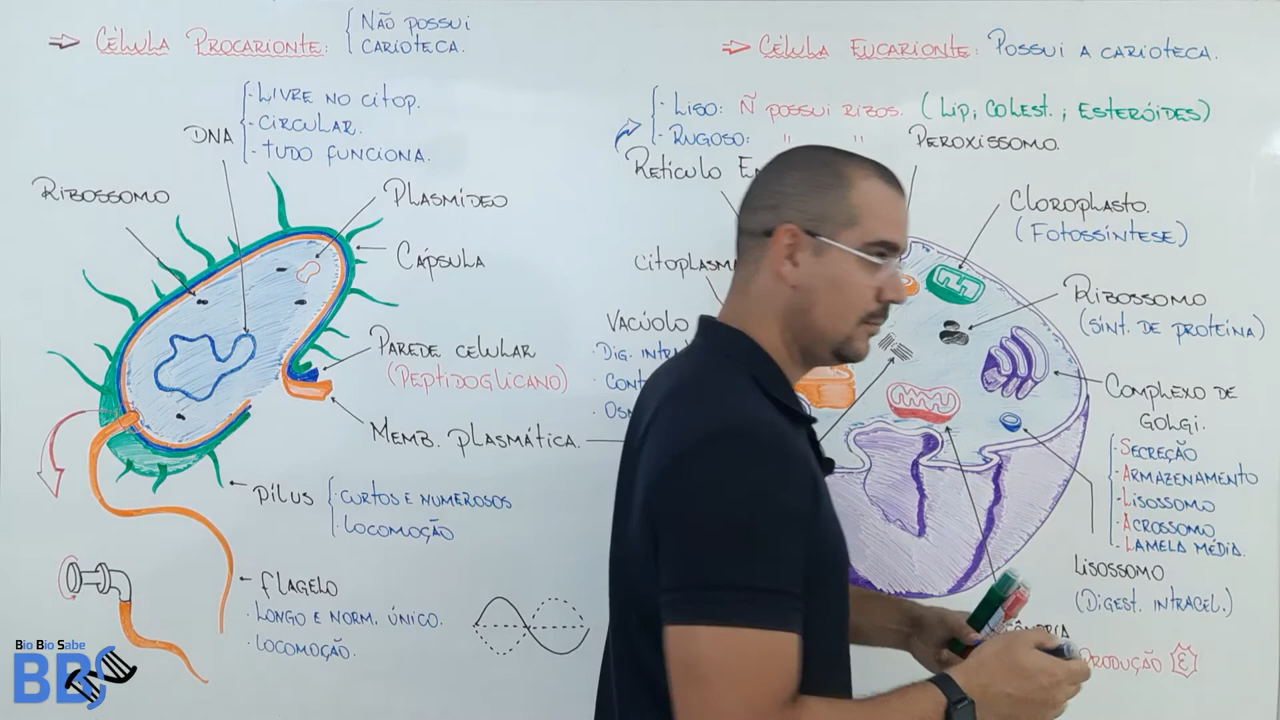 ⇒ CÉLULA PROCARIONTE:
NÃO POSSUI
CARIOTECA.
DNA
· LIVRE NO CITOP.
· CIRCULAR.
· TUDO FUNCIONA.
RIBOSSOMO
PLASMÍDEO
CÁPSULA
PAREDE CELULAR
(PEPTIDOGLICANO)
MEMB. PLASMÁTICA.
PÍLUS
· CURTOS E NUMEROSOS
· LOCOMOÇÃO
FLAGELO
· LONGO E NORM. ÚNICO.
· LOCOMOÇÃO.
Bio Bio Sabe
BBS
⇒ CÉLULA EUCARIONTE: POSSUI A CARIOTECA.
· LISO: Ñ POSSUI RIBOS. (LIP; COLEST.; ESTERÓIDES)
· RUGOSO: " "
RETÍCULO
PEROXISSOMO.
CLOROPLASTO.
(FOTOSSÍNTESE)
CITOPLASMA
RIBOSSOMO
(SÍNT. DE PROTEÍNA)
VACÚOLO
· DIG.
COMPLEXO DE
GOLGI.
· SECREÇÃO
· ARMAZENAMENTO
· LISOSSOMO
· ACROSSOMO
· LAMELA MÉDIA.
LISOSSOMO
(DIGEST. INTRACEL.)
PRODUÇÃO E